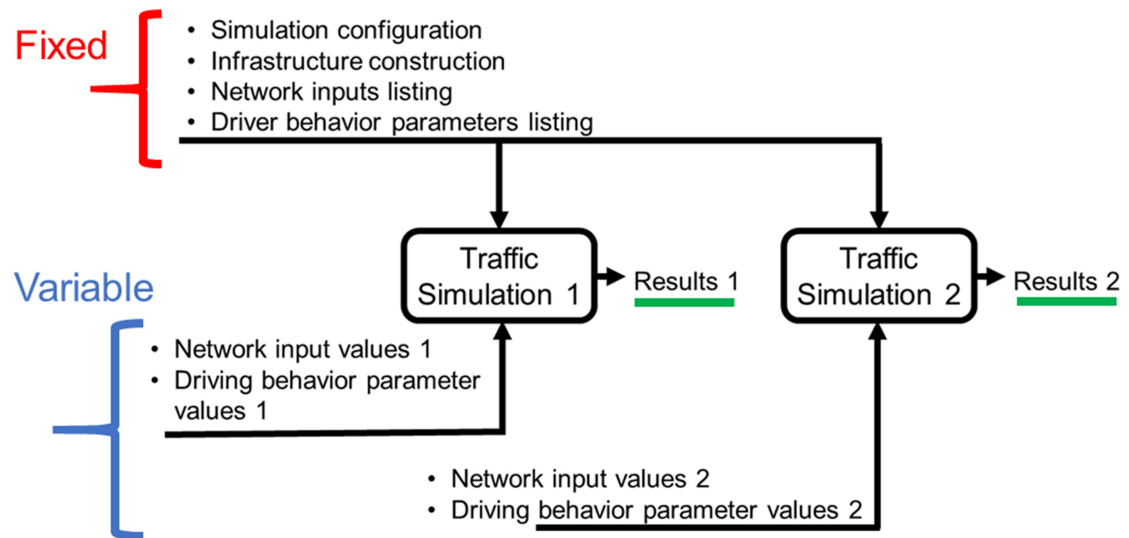 Fixed
• Simulation configuration
• Infrastructure construction
• Network inputs listing
• Driver behavior parameters listing
Traffic
Simulation 1
Results 1
Traffic
Simulation 2
Results 2
Variable
• Network input values 1
• Driving behavior parameter
values 1
• Network input values 2
• Driving behavior parameter values 2